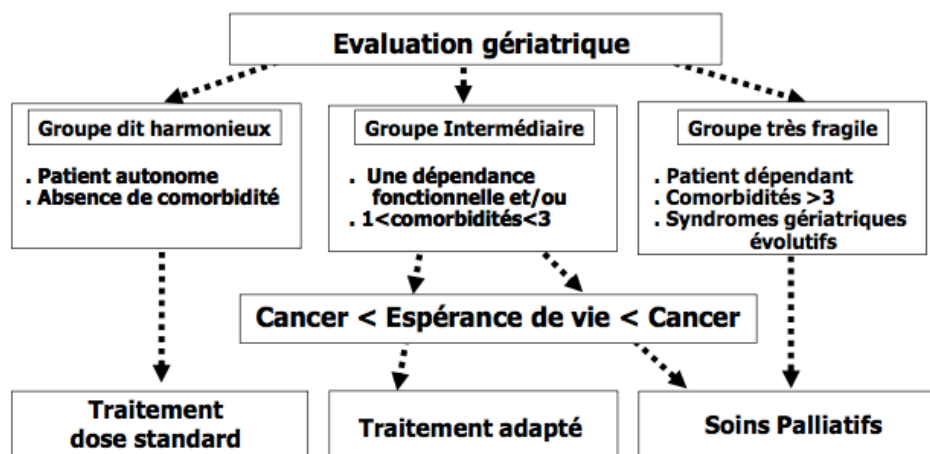 Evaluation gériatrique
Groupe dit harmonieux
. Patient autonome
. Absence de comorbidité
Groupe Intermédiaire
. Une dépendance
fonctionnelle et/ou
. 1<comorbidités<3
Groupe très fragile
. Patient dépendant
. Comorbidités >3
. Syndromes gériatriques
évolutifs
Cancer < Espérance de vie < Cancer
Traitement
dose standard
Traitement adapté
Soins Palliatifs